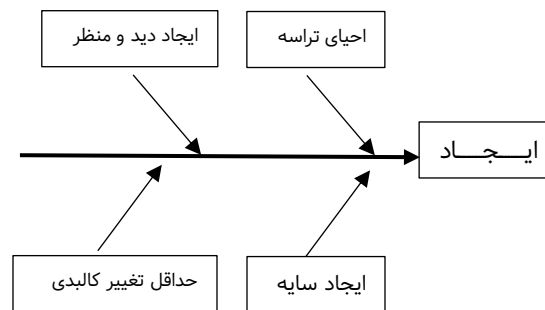 احیای تراسه
ایجاد دید و منظر
ایـــجـــاد
ایجاد سایه
حداقل تغییر کالبدی